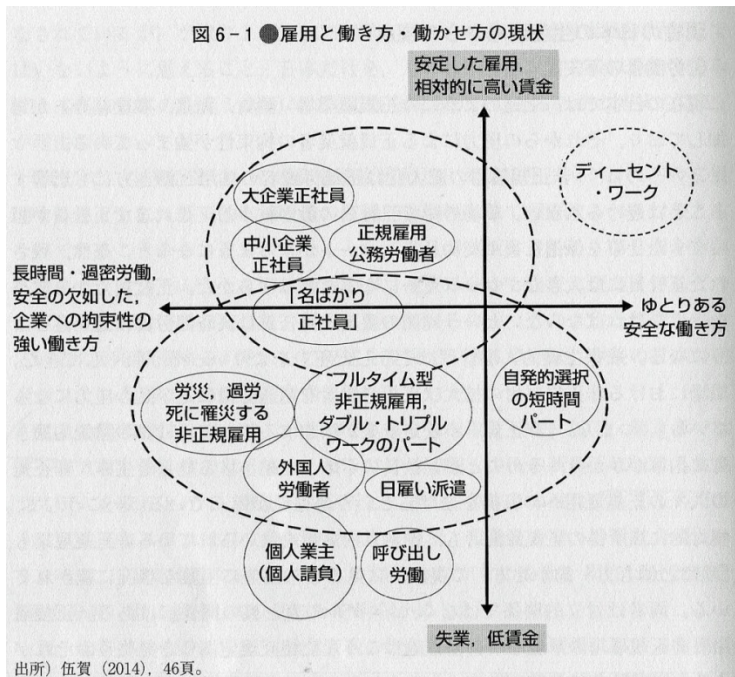 図6-1●雇用と働き方・働かせ方の現状
安定した雇用,
相対的に高い賃金
ディーセント
ワーク
大企業正社員
中小企業
正社員
正規雇用
公務労働者
長時間・過密労働,
安全の欠如した,
企業への拘束性の
強い働き方
「名ばかり
正社員」
ゆとりある
安全な働き方
労災, 過労
死に罹災する
非正規雇用
フルタイム型
非正規雇用,
ダブル・トリプル
ワークのパート
自発的選択
の短時間
パート
外国人
労働者
日雇い派遣
個人業主
(個人請負)
呼び出し
労働
失業, 低賃金
出所）伍賀 (2014), 46頁。